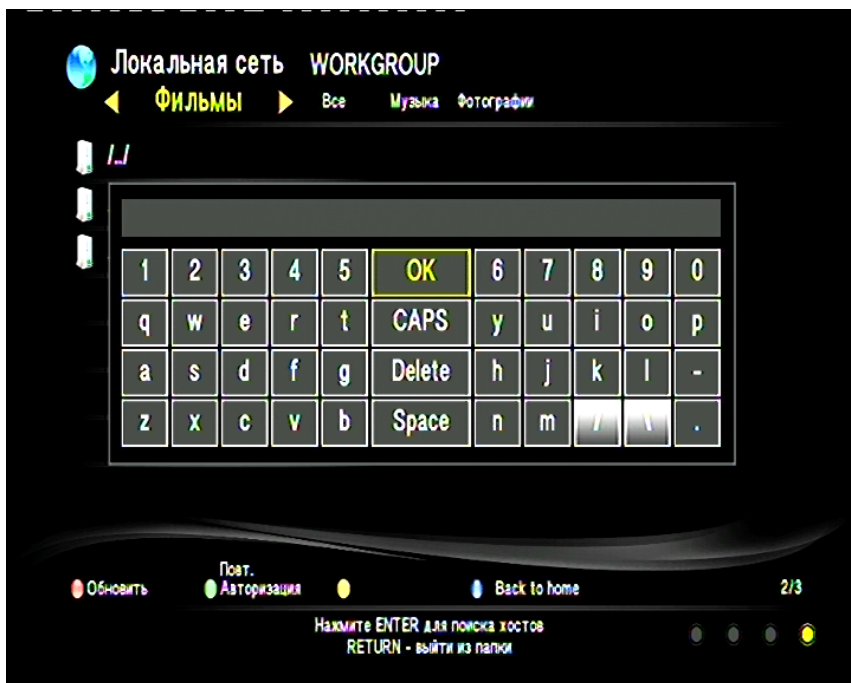 Локальная сеть WORKGROUP
Фильмы Все Музыка Фотографии
/../
1 2 3 4 5 OK 6 7 8 9 0
q w e r t CAPS y u i o p
a s d f g Delete h j k l -
z x c v b Space n m / \ .
Повт.
Обновить Авторизация Back to home 2/3
Нажмите ENTER для поиска хостов
RETURN - выйти из папки